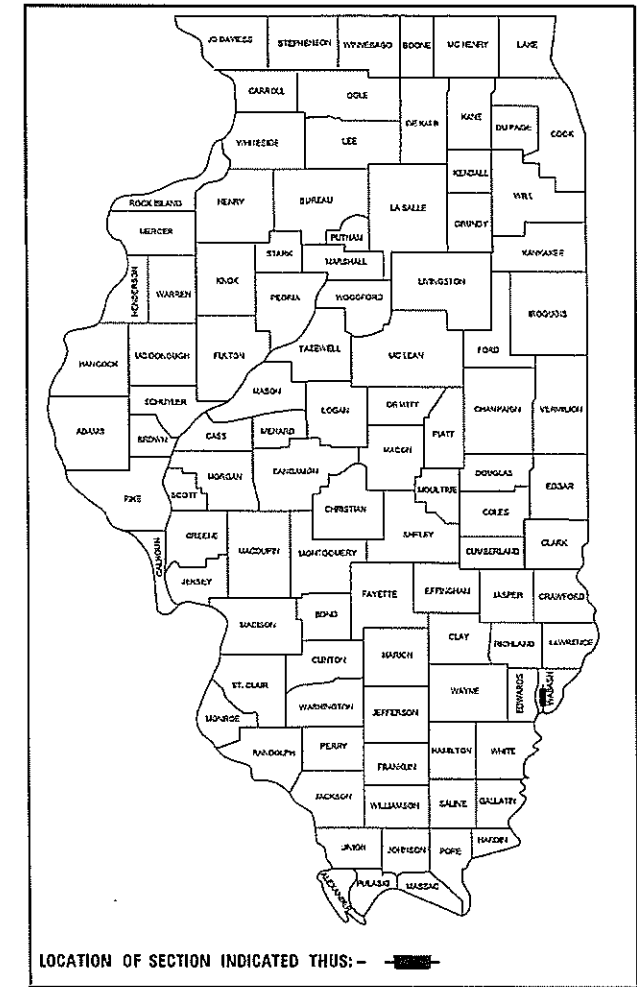 JO DAVIESS STEPHENSON WINNEBAGO BOONE MC HENRY LAKE
CARROLL OGLE DE KALB KANE DU PAGE COOK
WHITESIDE LEE KENDALL WILL
ROCK ISLAND HENRY BUREAU LA SALLE GRUNDY
MERCER PUTNAM KANKAKEE
STARK MARSHALL
HENDERSON WARREN KNOX PEORIA WOODFORD LIVINGSTON IROQUOIS
HANCOCK MCDONOUGH FULTON TAZEWELL MC LEAN FORD
MASON
SCHUYLER LOGAN DE WITT CHAMPAIGN VERMILION
ADAMS BROWN CASS MENARD MACON PIATT
PIKE SCOTT MORGAN SANGAMON MOULTRIE DOUGLAS EDGAR
CHRISTIAN COLES
CALHOUN GREENE MACOUPIN MONTGOMERY SHELBY CUMBERLAND CLARK
JERSEY FAYETTE EFFINGHAM JASPER CRAWFORD
MADISON BOND CLAY RICHLAND LAWRENCE
CLINTON MARION
ST. CLAIR WAYNE EDWARDS WABASH
MONROE WASHINGTON JEFFERSON
RANDOLPH PERRY HAMILTON WHITE
FRANKLIN
JACKSON WILLIAMSON SALINE GALLATIN
UNION JOHNSON POPE HARDIN
ALEXANDER PULASKI MASSAC
LOCATION OF SECTION INDICATED THUS: -